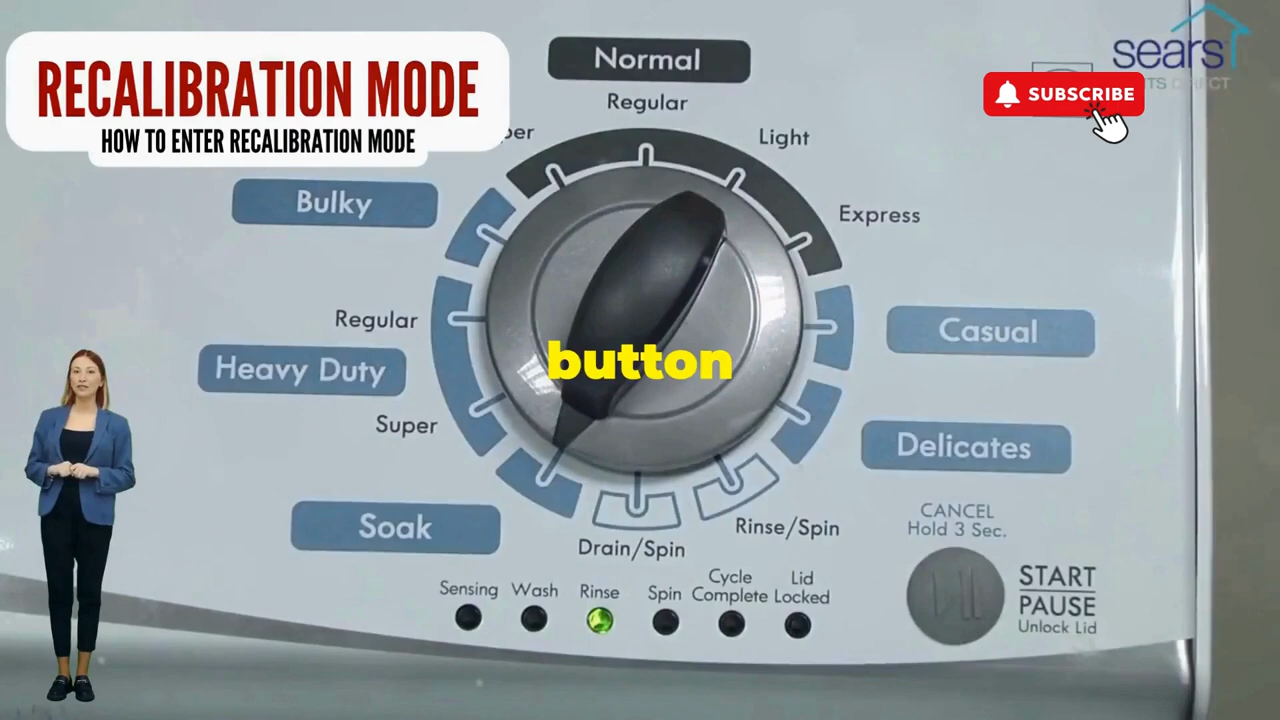 RECALIBRATION MODE
HOW TO ENTER RECALIBRATION MODE
sears
SUBSCRIBE
Normal
Regular
Light
Express
Bulky
Regular
Heavy Duty
Super
Casual
button
Delicates
Soak
Drain/Spin
Rinse/Spin
CANCEL
Hold 3 Sec.
START
PAUSE
Unlock Lid
Sensing
Wash
Rinse
Spin
Cycle
Complete
Lid
Locked